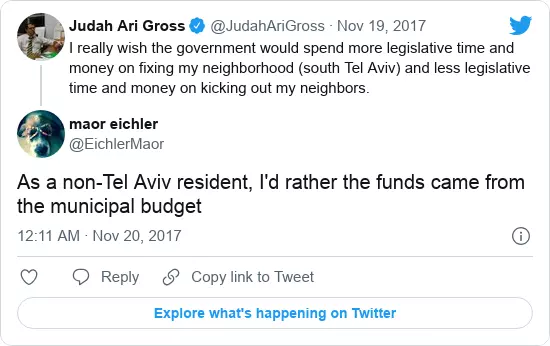 Judah Ari Gross @JudahAriGross · Nov 19, 2017
I really wish the government would spend more legislative time and
money on fixing my neighborhood (south Tel Aviv) and less legislative
time and money on kicking out my neighbors.
maor eichler
@EichlerMaor
As a non-Tel Aviv resident, I'd rather the funds came from
the municipal budget
12:11 AM · Nov 20, 2017
Reply Copy link to Tweet
Explore what's happening on Twitter